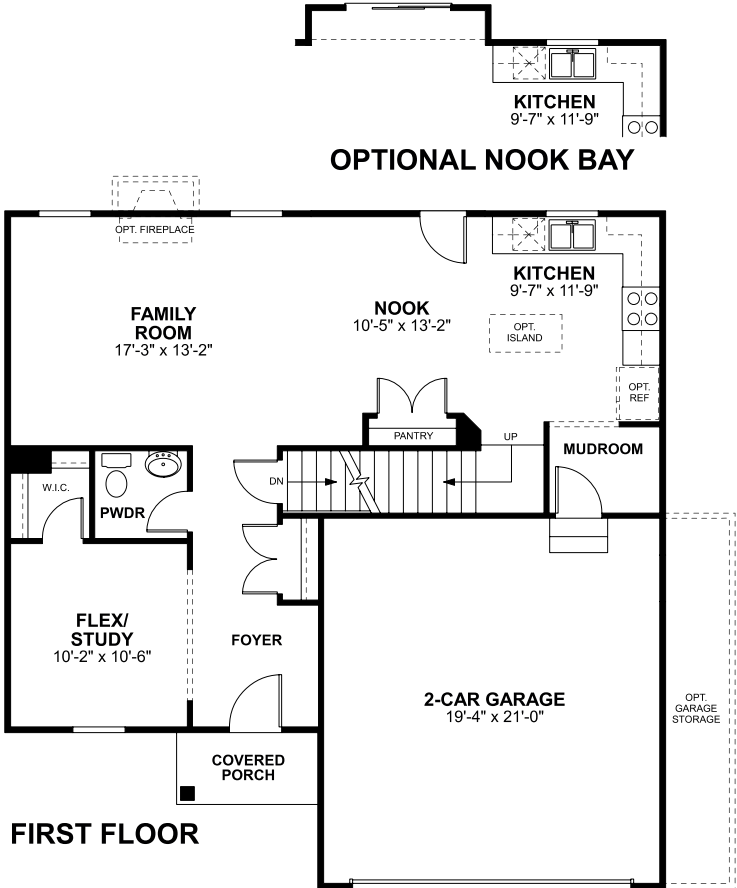 KITCHEN
9'-7" x 11'-9"
OPTIONAL NOOK BAY
OPT. FIREPLACE
KITCHEN
9'-7" x 11'-9"
FAMILY
ROOM
17'-3" x 13'-2"
NOOK
10'-5" x 13'-2"
OPT.
ISLAND
OPT.
REF
PANTRY
UP
MUDROOM
W.I.C.
DN
PWDR
FLEX/
STUDY
10'-2" x 10'-6"
FOYER
2-CAR GARAGE
19'-4" x 21'-0"
OPT.
GARAGE
STORAGE
COVERED
PORCH
FIRST FLOOR